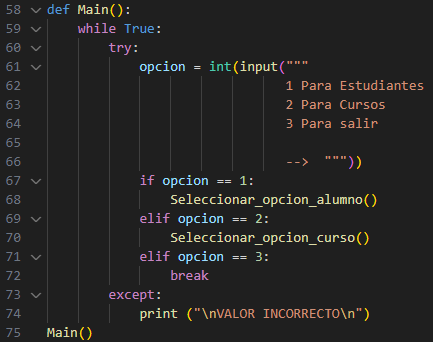 58 def Main():
59     while True:
60         try:
61             opcion = int(input("""
62                                1 Para Estudiantes
63                                2 Para Cursos
64                                3 Para salir
65
66                                -->  """))
67             if opcion == 1:
68                 Seleccionar_opcion_alumno()
69             elif opcion == 2:
70                 Seleccionar_opcion_curso()
71             elif opcion == 3:
72                 break
73         except:
74             print ("\nVALOR INCORRECTO\n")
75 Main()